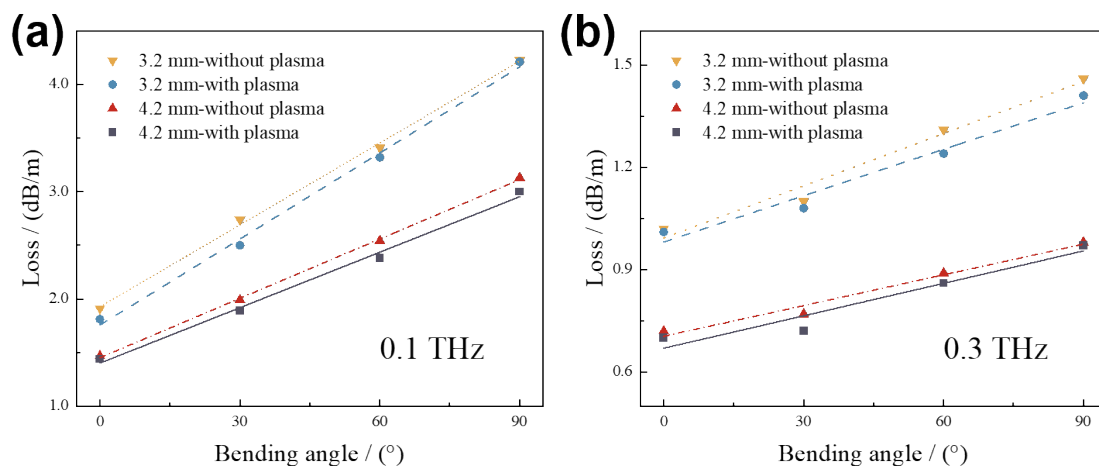 (a)
3.2 mm-without plasma
3.2 mm-with plasma
4.2 mm-without plasma
4.2 mm-with plasma
4.0
3.0
2.0
1.0
Loss / (dB/m)
0.1 THz
0 30 60 90
Bending angle / (°)
(b)
3.2 mm-without plasma
3.2 mm-with plasma
4.2 mm-without plasma
4.2 mm-with plasma
1.5
1.2
0.9
0.6
Loss / (dB/m)
0.3 THz
0 30 60 90
Bending angle / (°)